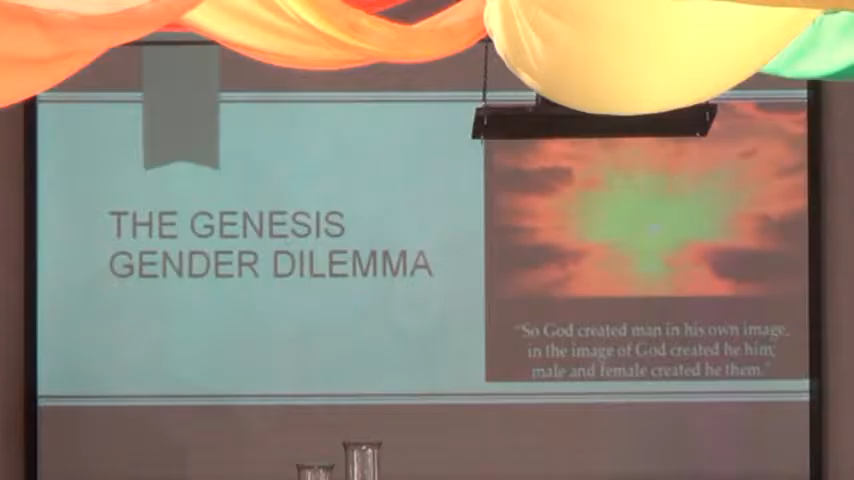 THE GENESIS
GENDER DILEMMA
"So God created man in his own image,
in the image of God created he him;
male and female created he them."